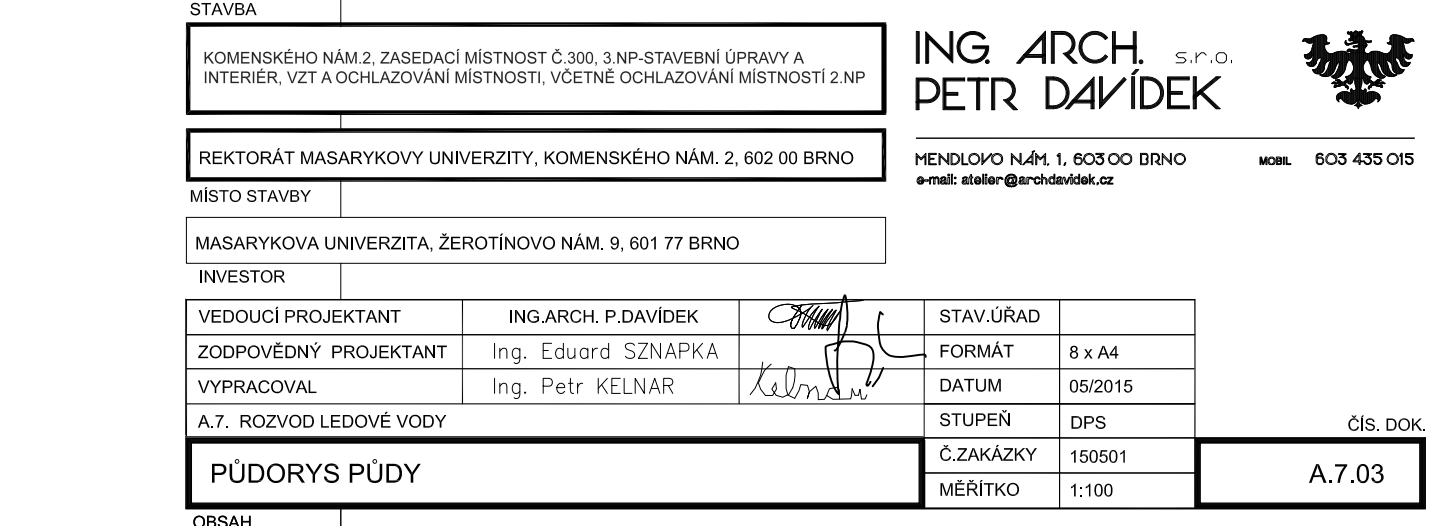 STAVBA
KOMENSKÉHO NÁM.2, ZASEDACÍ MÍSTNOST Č.300, 3.NP-STAVEBNÍ ÚPRAVY A
INTERIÉR, VZT A OCHLAZOVÁNÍ MÍSTNOSTI, VČETNĚ OCHLAZOVÁNÍ MÍSTNOSTÍ 2.NP
ING. ARCH. s.r.o.
PETR DAVÍDEK
REKTORÁT MASARYKOVY UNIVERZITY, KOMENSKÉHO NÁM. 2, 602 00 BRNO
MENDLOVO NÁM. 1, 603 00 BRNO MOBIL 603 435 015
e-mail: atelier@archdavidek.cz
MÍSTO STAVBY
MASARYKOVA UNIVERZITA, ŽEROTÍNOVO NÁM. 9, 601 77 BRNO
INVESTOR
VEDOUCÍ PROJEKTANT ING.ARCH. P.DAVÍDEK STAV.ÚŘAD
ZODPOVĚDNÝ PROJEKTANT Ing. Eduard SZNAPKA FORMÁT 8 x A4
VYPRACOVAL Ing. Petr KELNAR Kelnar DATUM 05/2015
A.7. ROZVOD LEDOVÉ VODY STUPEŇ DPS ČÍS. DOK.
PŮDORYS PŮDY Č.ZAKÁZKY 150501 A.7.03
MĚŘÍTKO 1:100
OBSAH